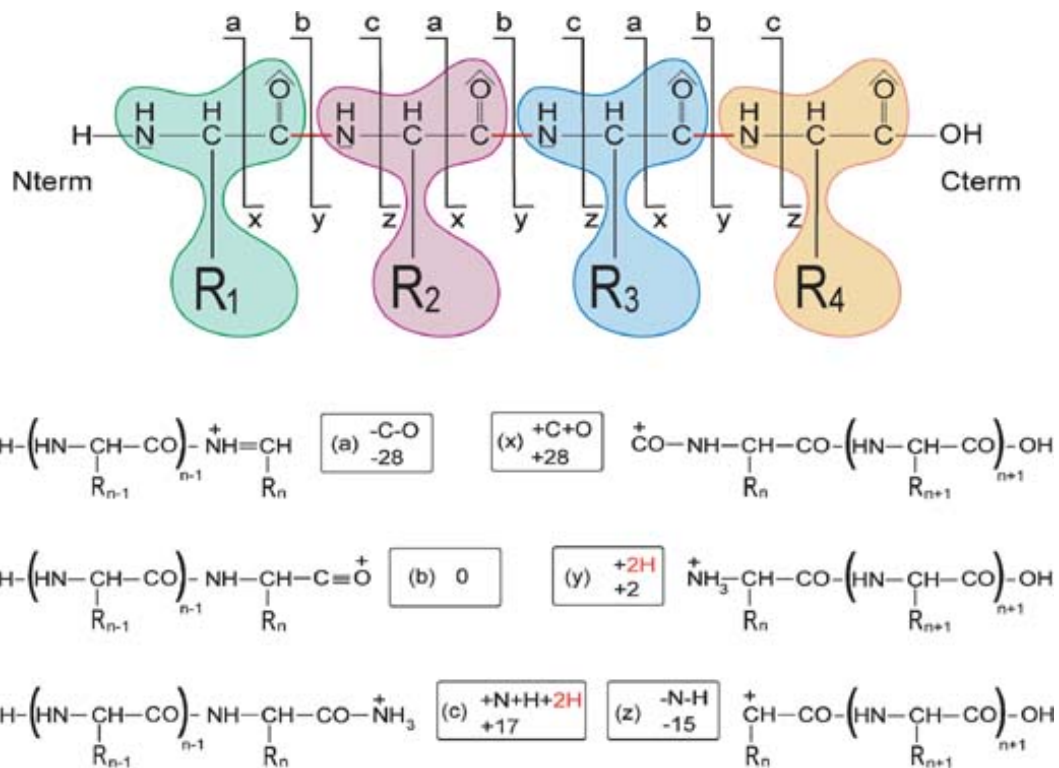 a b c a b c a b c
H H O H H O H H O H H O
H N C C N C C N C C N C C OH
Nterm Cterm
x y z x y z x y z
R1 R2 R3 R4
H-(HN—CH—CO)n-1-NH=CH +
Rn-1 Rn
(a) -C-O
-28
(x) +C+O
+28
+
CO—NH—CH—CO-(HN—CH—CO)n+1-OH
Rn Rn+1
H-(HN—CH—CO)n-1-NH—CH—C≡O +
Rn-1 Rn
(b) 0
(y) +2H
+2
+
NH3—CH—CO-(HN—CH—CO)n+1-OH
Rn Rn+1
H-(HN—CH—CO)n-1-NH—CH—CO—NH3 +
Rn-1 Rn
(c) +N+H+2H
+17
(z) -N-H
-15
+
CH—CO-(HN—CH—CO)n+1-OH
Rn Rn+1